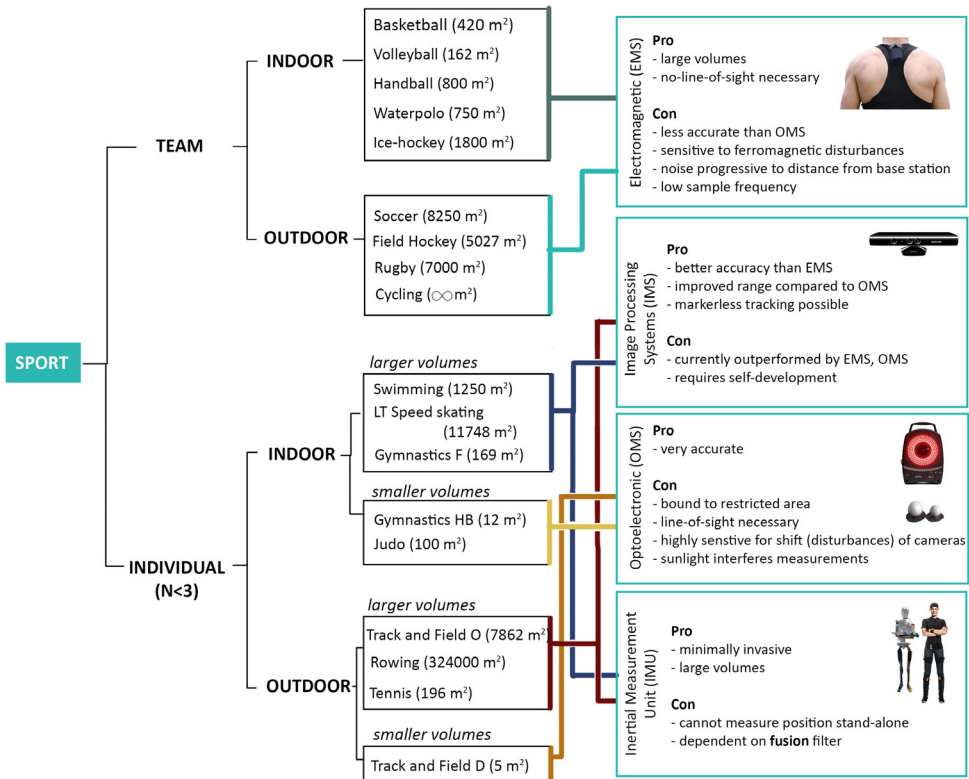 SPORT
TEAM
INDOOR
Basketball (420 m²)
Volleyball (162 m²)
Handball (800 m²)
Waterpolo (750 m²)
Ice-hockey (1800 m²)
OUTDOOR
Soccer (8250 m²)
Field Hockey (5027 m²)
Rugby (7000 m²)
Cycling (∞m²)
INDIVIDUAL
(N<3)
INDOOR
larger volumes
Swimming (1250 m²)
LT Speed skating
(11748 m²)
Gymnastics F (169 m²)
smaller volumes
Gymnastics HB (12 m²)
Judo (100 m²)
OUTDOOR
larger volumes
Track and Field O (7862 m²)
Rowing (324000 m²)
Tennis (196 m²)
smaller volumes
Track and Field D (5 m²)
Electromagnetic (EMS)
Pro
- large volumes
- no-line-of-sight necessary
Con
- less accurate than OMS
- sensitive to ferromagnetic disturbances
- noise progressive to distance from base station
- low sample frequency
Image Processing
Systems (IMS)
Pro
- better accuracy than EMS
- improved range compared to OMS
- markerless tracking possible
Con
- currently outperformed by EMS, OMS
- requires self-development
Optoelectronic (OMS)
Pro
- very accurate
Con
- bound to restricted area
- line-of-sight necessary
- highly senstive for shift (disturbances) of cameras
- sunlight interferes measurements
Inertial Measurement
Unit (IMU)
Pro
- minimally invasive
- large volumes
Con
- cannot measure position stand-alone
- dependent on fusion filter